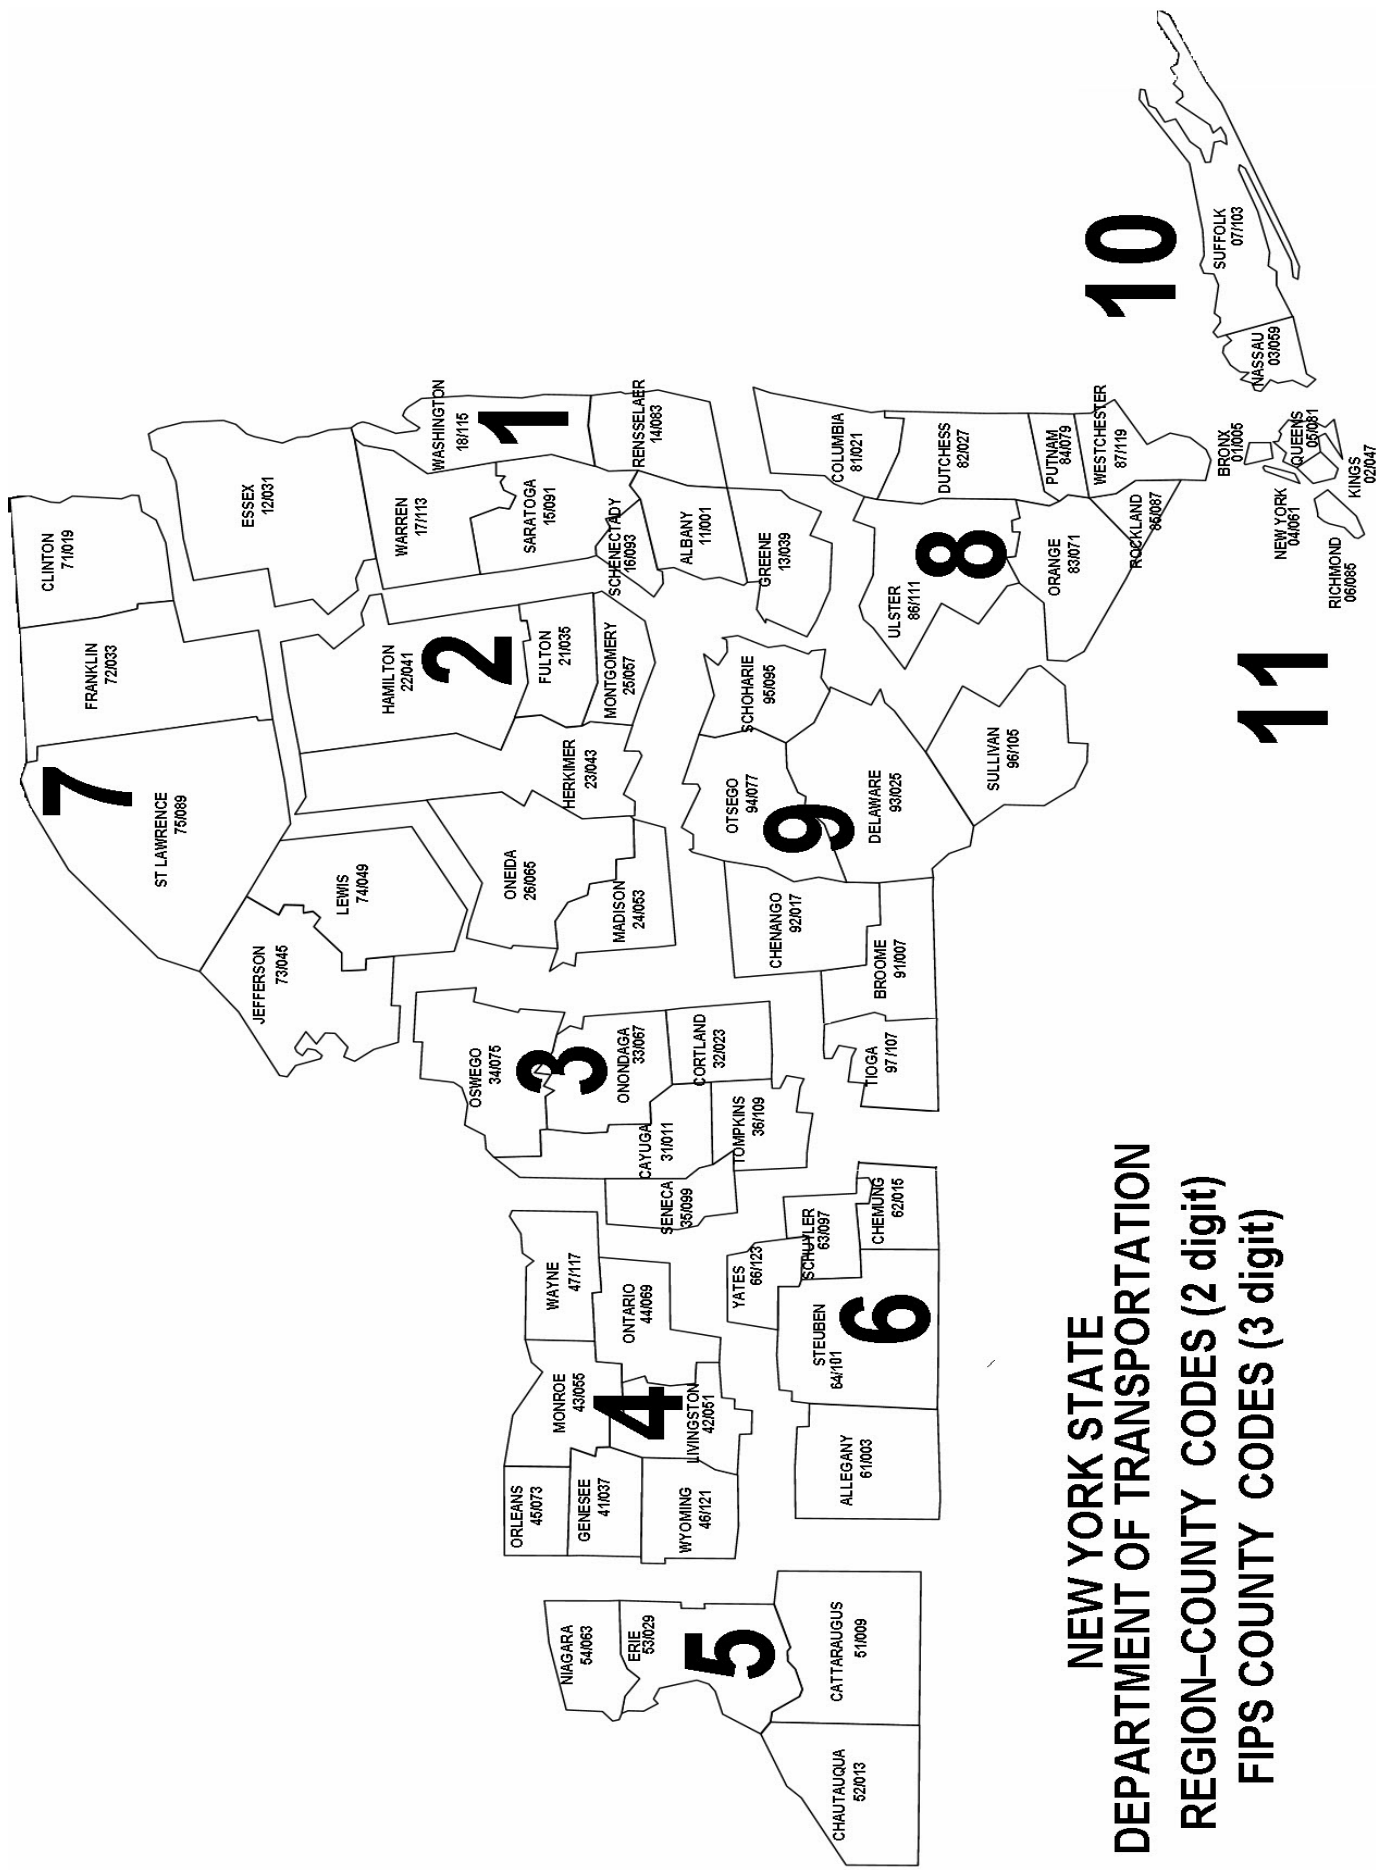 7
CLINTON
71/019
FRANKLIN
72/033
ST LAWRENCE
75/089
JEFFERSON
73/045
LEWIS
74/049
1
ESSEX
12/031
WARREN
17/113
WASHINGTON
18/115
SARATOGA
15/091
SCHENECTADY
16/093
RENSSELAER
14/083
ALBANY
11/001
GREENE
13/039
2
HAMILTON
22/041
FULTON
21/035
MONTGOMERY
25/057
HERKIMER
23/043
ONEIDA
26/065
MADISON
24/053
3
OSWEGO
34/075
ONONDAGA
33/067
CORTLAND
32/023
CAYUGA
31/011
TOMPKINS
36/109
SENECA
35/099
4
WAYNE
47/117
ONTARIO
44/069
MONROE
43/055
LIVINGSTON
42/051
ORLEANS
45/073
GENESEE
41/037
WYOMING
46/121
5
NIAGARA
54/063
ERIE
53/029
CATTARAUGUS
51/009
CHAUTAUQUA
52/013
6
YATES
66/123
SCHUYLER
63/097
CHEMUNG
62/015
STEUBEN
64/101
ALLEGANY
61/003
9
SCHOHARIE
95/095
OTSEGO
94/077
DELAWARE
93/025
SULLIVAN
96/105
CHENANGO
92/017
BROOME
91/007
TIOGA
97/107
8
COLUMBIA
81/021
DUTCHESS
82/027
PUTNAM
84/079
WESTCHESTER
87/119
ULSTER
86/111
ORANGE
83/071
ROCKLAND
85/087
10
SUFFOLK
07/103
NASSAU
03/059
11
BRONX
01/005
QUEENS
05/081
NEW YORK
04/061
KINGS
02/047
RICHMOND
06/085
NEW YORK STATE
DEPARTMENT OF TRANSPORTATION
REGION–COUNTY CODES (2 digit)
FIPS COUNTY CODES (3 digit)